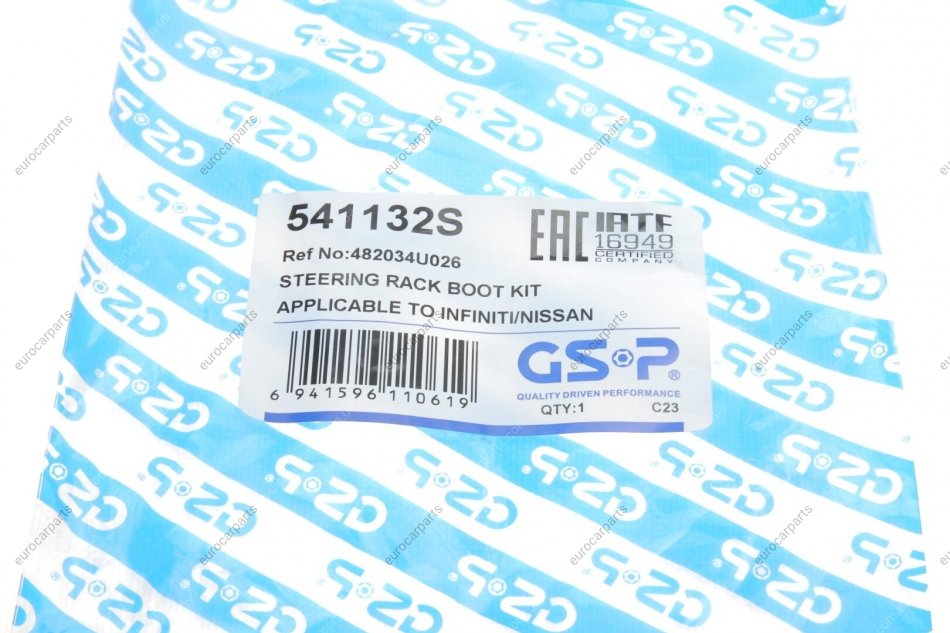 541132S
EAC
IATF
16949
CERTIFIED
COMPANY
Ref No:482034U026
STEERING RACK BOOT KIT
APPLICABLE TO INFINITI/NISSAN
6 941596 110619
GSP®
QUALITY DRIVEN PERFORMANCE
QTY:1 C23
eurocarparts